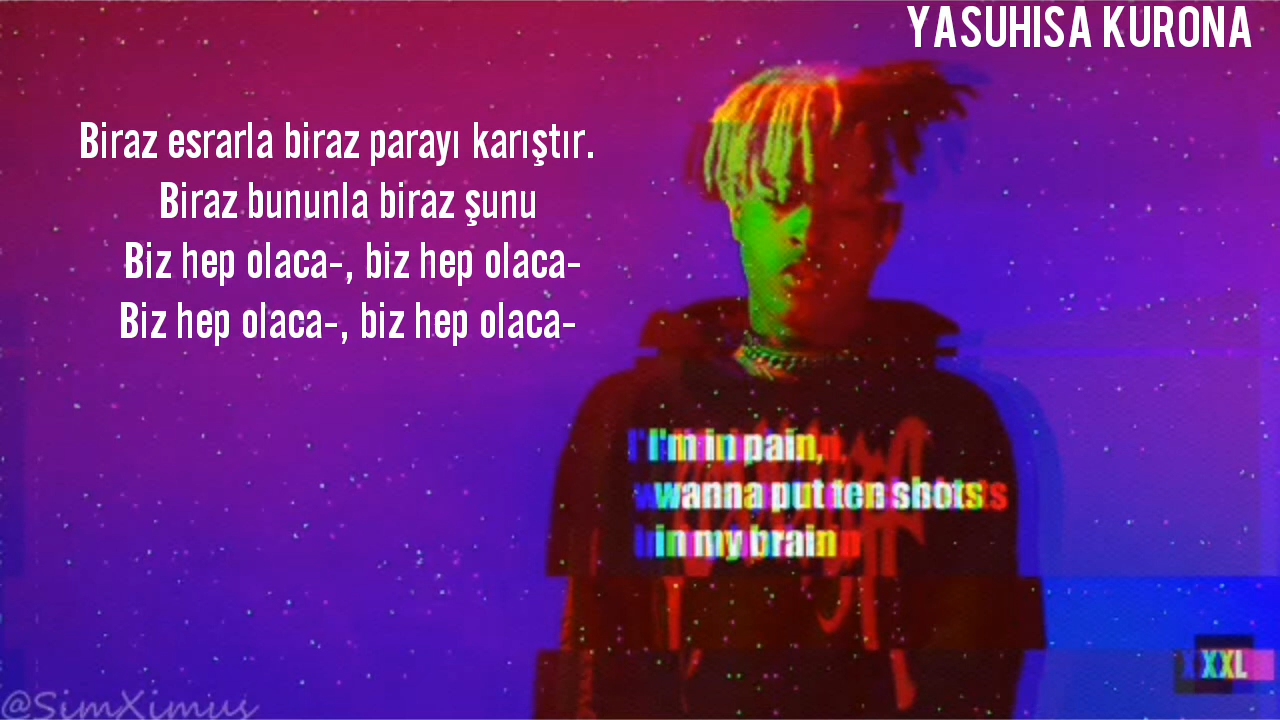 YASUHISA KURONA
Biraz esrarla biraz parayı karıştır.
Biraz bununla biraz şunu
Biz hep olaca-, biz hep olaca-
Biz hep olaca-, biz hep olaca-
I'm in pain,
wanna put ten shots
in my brain
XXL
@SimXimus